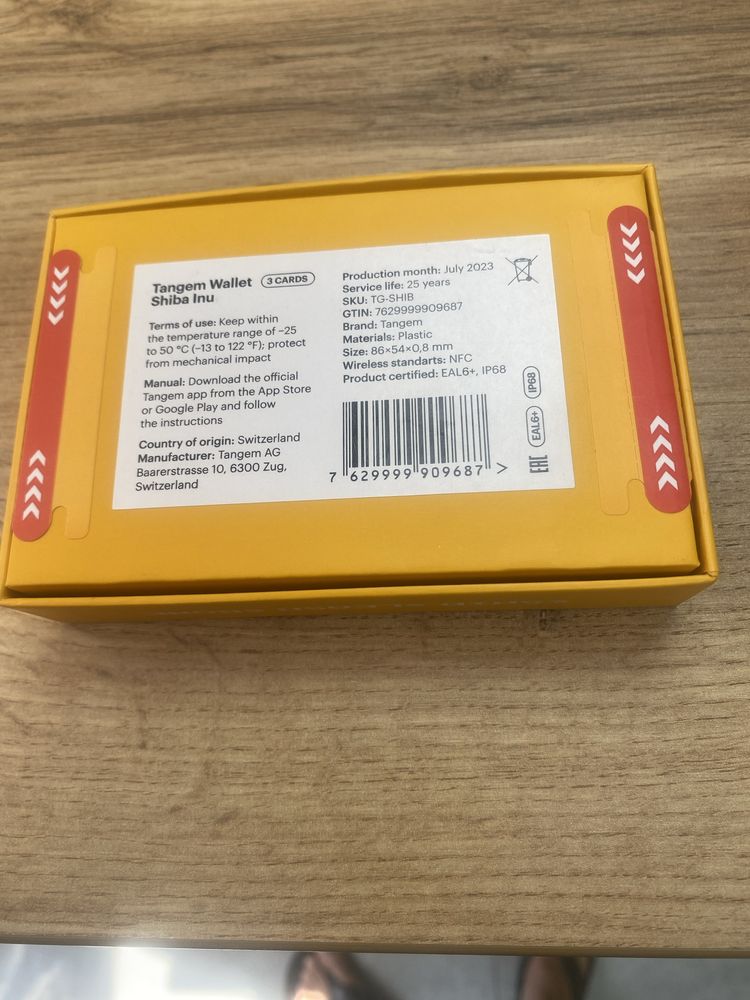 Tangem Wallet 3 CARDS
Shiba Inu
Terms of use: Keep within
the temperature range of −25
to 50 °C (−13 to 122 °F); protect
from mechanical impact
Manual: Download the official
Tangem app from the App Store
or Google Play and follow
the instructions
Country of origin: Switzerland
Manufacturer: Tangem AG
Baarerstrasse 10, 6300 Zug,
Switzerland
Production month: July 2023
Service life: 25 years
SKU: TG-SHIB
GTIN: 7629999909687
Brand: Tangem
Materials: Plastic
Size: 86×54×0,8 mm
Wireless standarts: NFC
Product certified: EAL6+, IP68
7 629999 909687 >
IP68
EAL6+
EAC